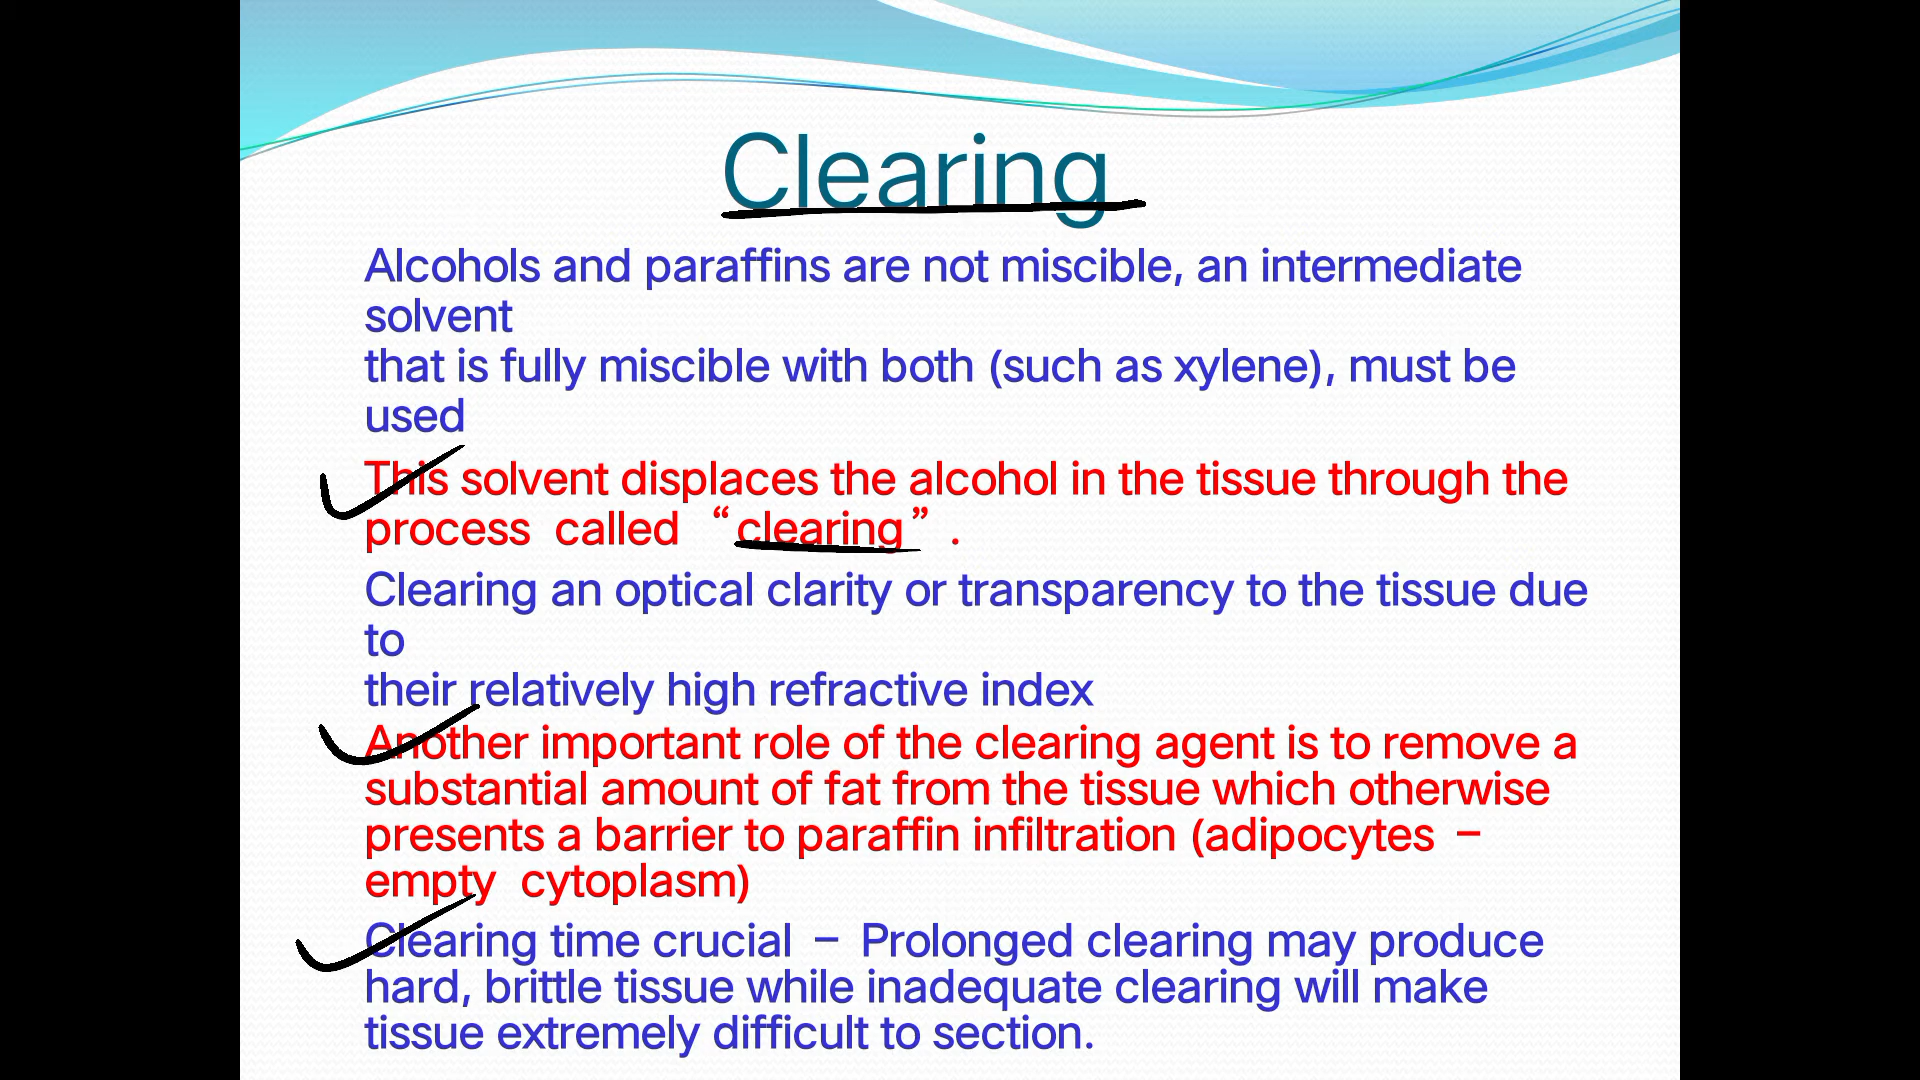 Clearing
Alcohols and paraffins are not miscible, an intermediate
solvent
that is fully miscible with both (such as xylene), must be
used
This solvent displaces the alcohol in the tissue through the
process called “clearing” .
Clearing an optical clarity or transparency to the tissue due
to
their relatively high refractive index
Another important role of the clearing agent is to remove a
substantial amount of fat from the tissue which otherwise
presents a barrier to paraffin infiltration (adipocytes –
empty cytoplasm)
Clearing time crucial – Prolonged clearing may produce
hard, brittle tissue while inadequate clearing will make
tissue extremely difficult to section.